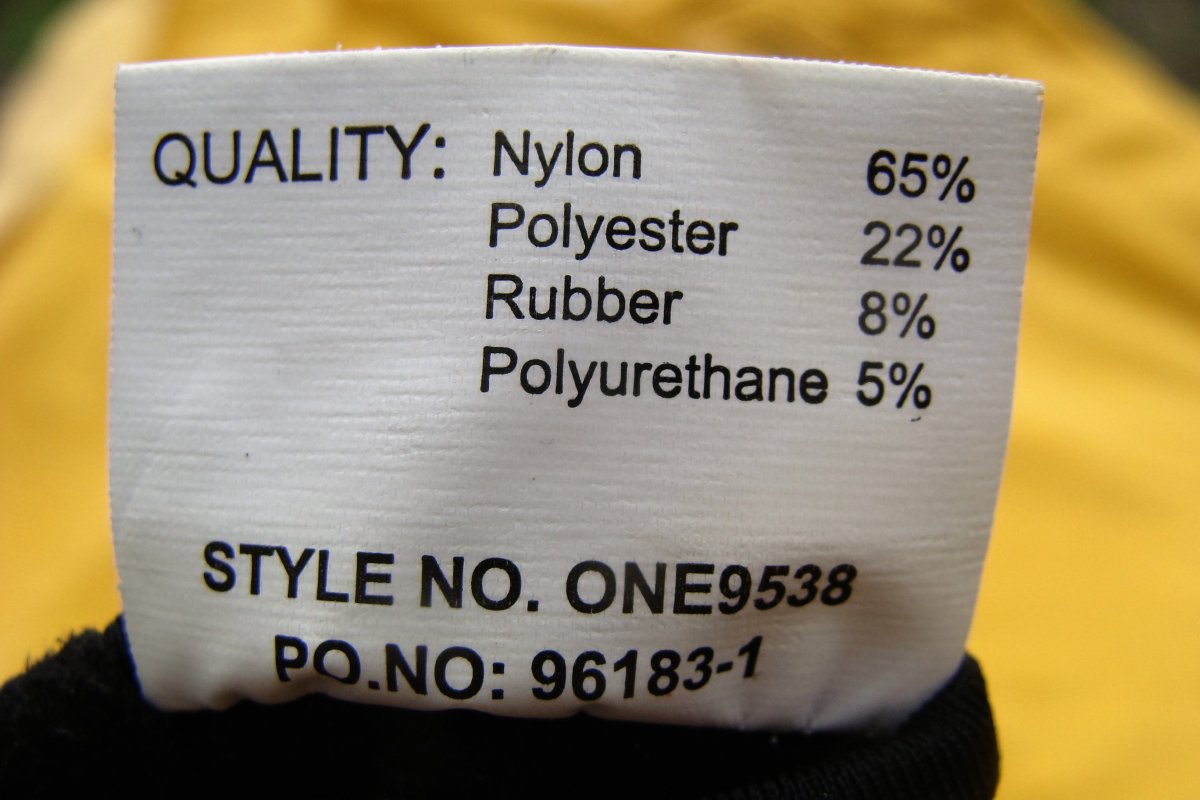 QUALITY: Nylon 65%
Polyester 22%
Rubber 8%
Polyurethane 5%
STYLE NO. ONE9538
PO.NO: 96183-1